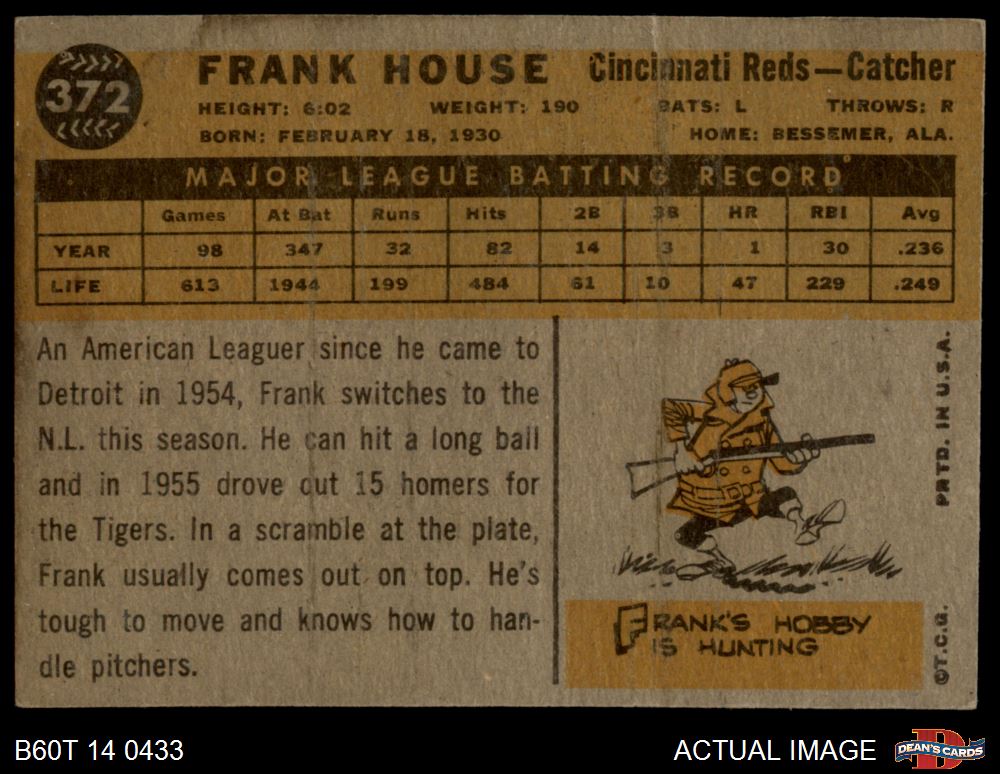 372
FRANK HOUSE Cincinnati Reds—Catcher
HEIGHT: 6:02 WEIGHT: 190 BATS: L THROWS: R
BORN: FEBRUARY 18, 1930 HOME: BESSEMER, ALA.
MAJOR LEAGUE BATTING RECORD
Games At Bat Runs Hits 2B 3B HR RBI Avg
YEAR 98 347 32 82 14 3 1 30 .236
LIFE 613 1944 199 484 61 10 47 229 .249
An American Leaguer since he came to
Detroit in 1954, Frank switches to the
N.L. this season. He can hit a long ball
and in 1955 drove out 15 homers for
the Tigers. In a scramble at the plate,
Frank usually comes out on top. He's
tough to move and knows how to han-
dle pitchers.
FRANK'S HOBBY
IS HUNTING
PRTD. IN U.S.A.
©T.C.G.
B60T 14 0433
ACTUAL IMAGE
D
DEAN'S CARDS